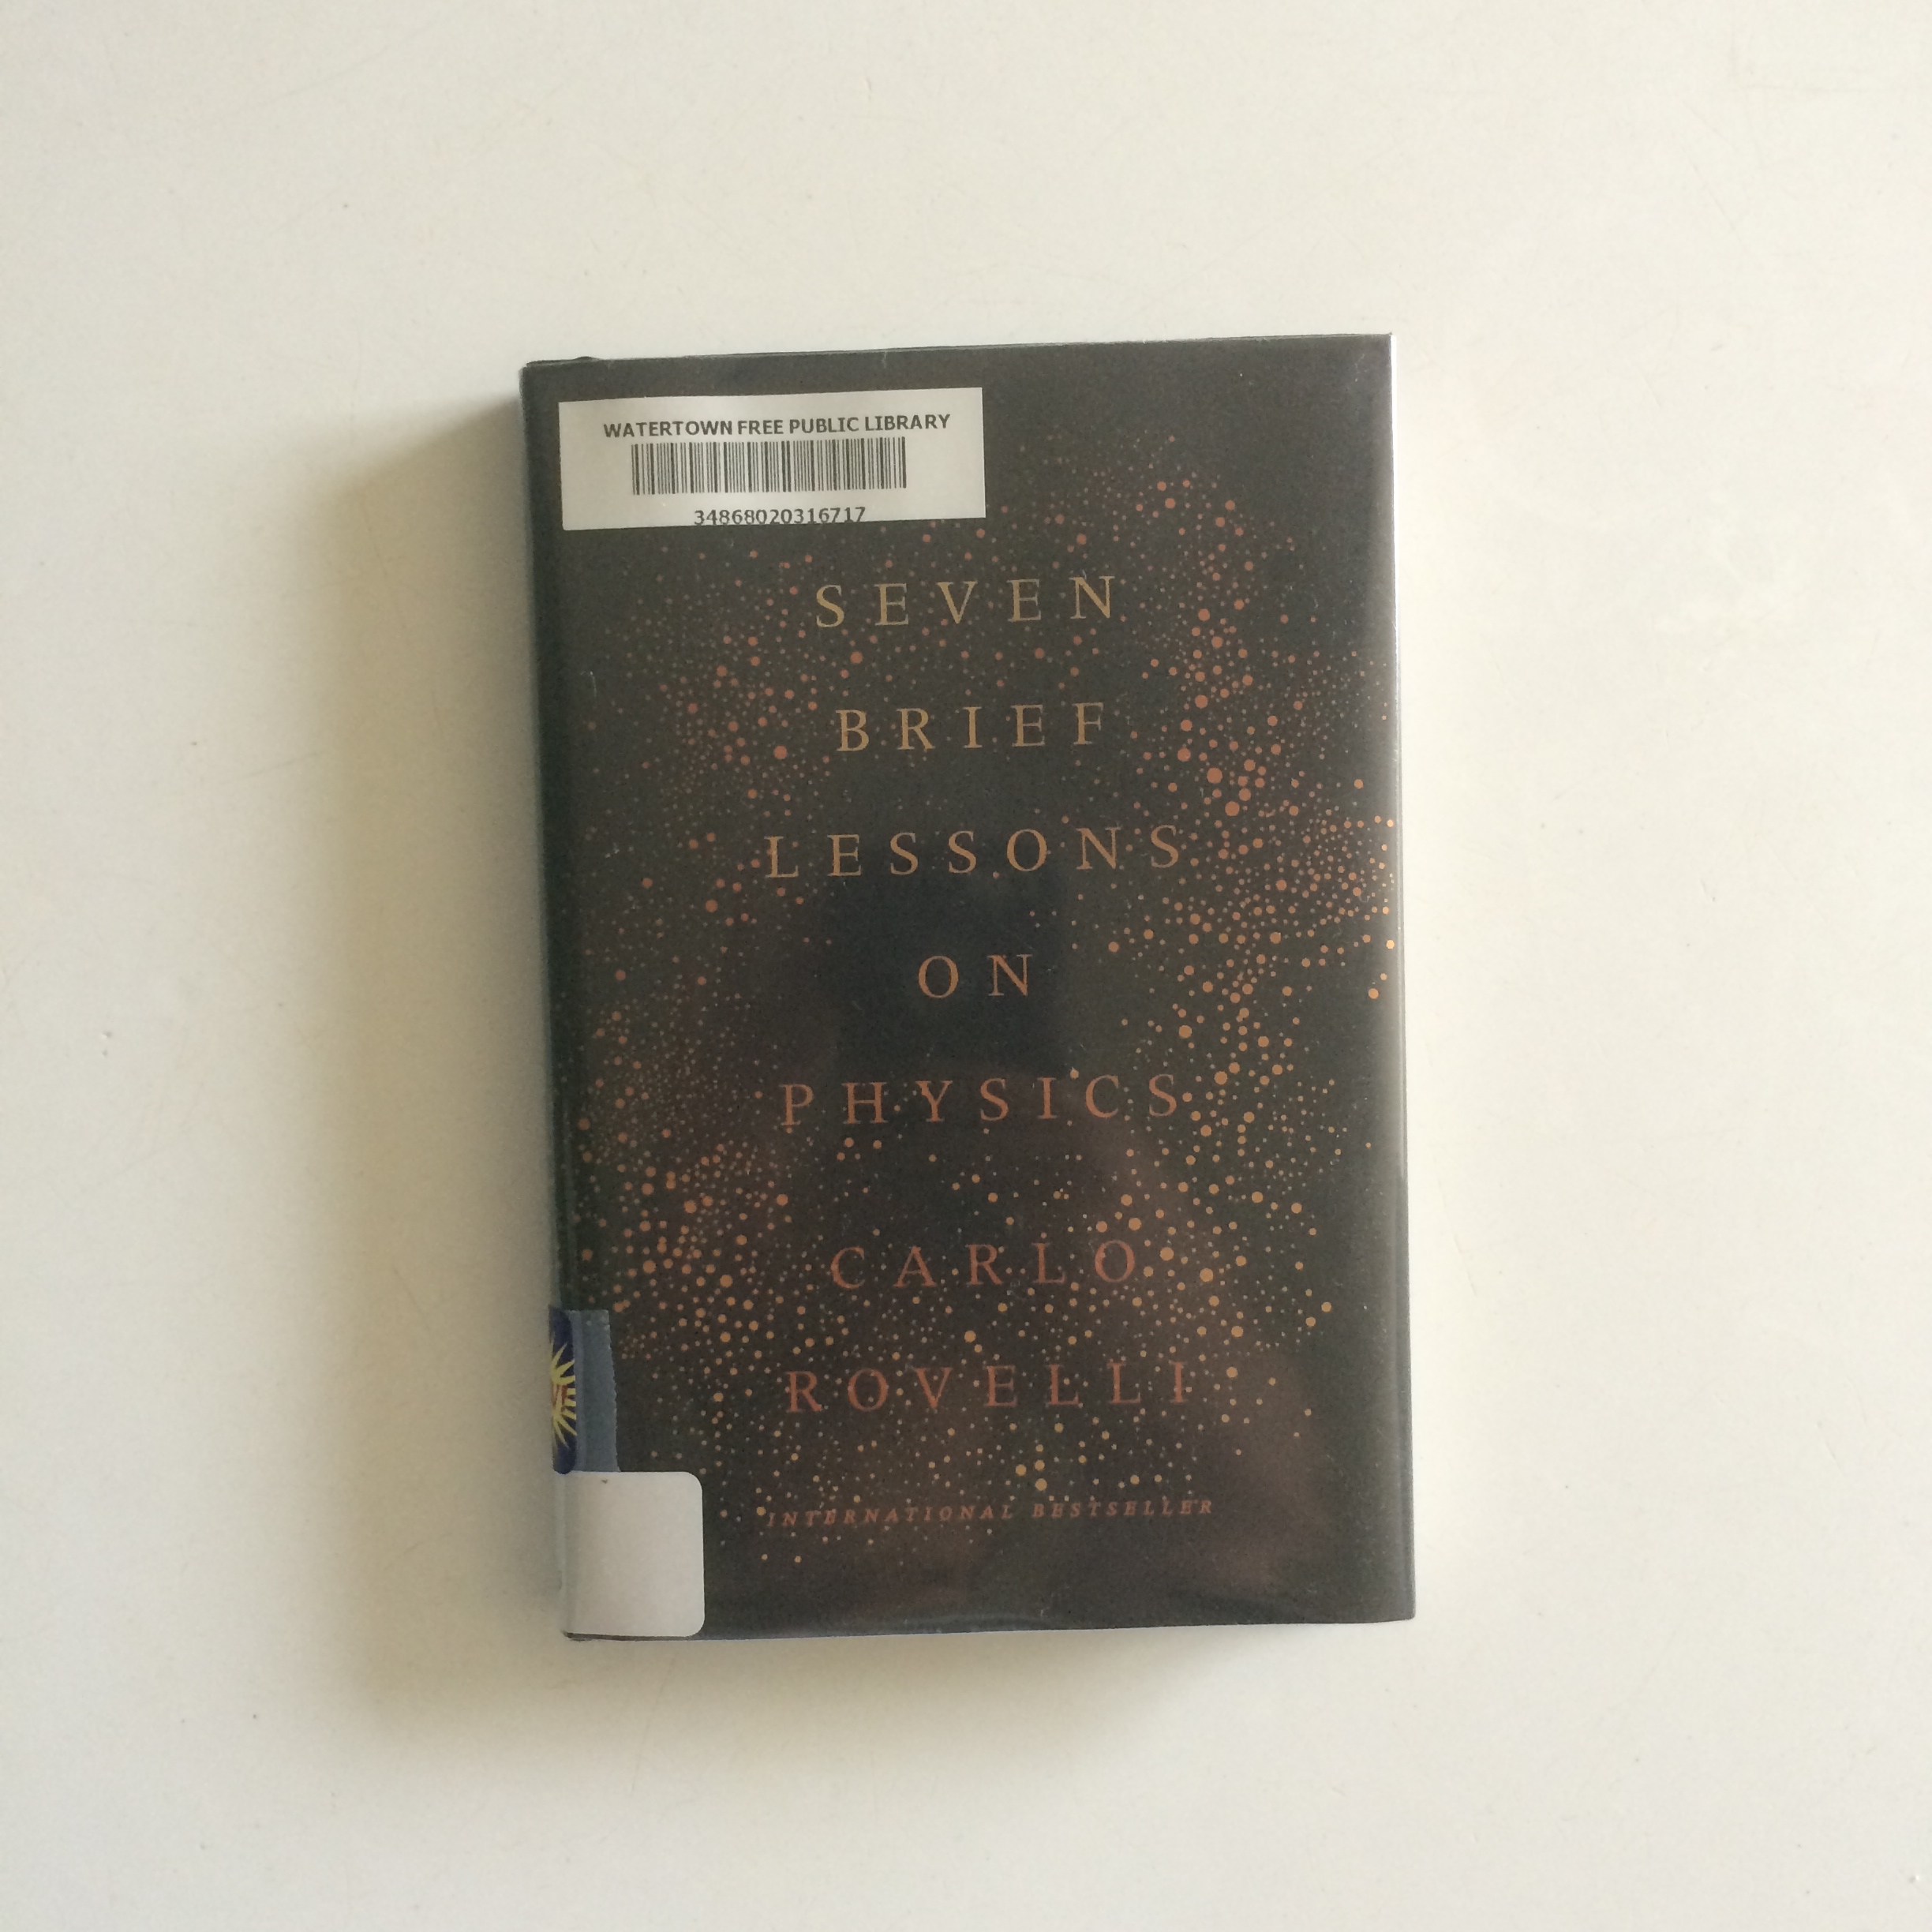 WATERTOWN FREE PUBLIC LIBRARY
34868020316717
SEVEN
BRIEF
LESSONS
ON
PHYSICS
CARLO
ROVELLI
INTERNATIONAL BESTSELLER